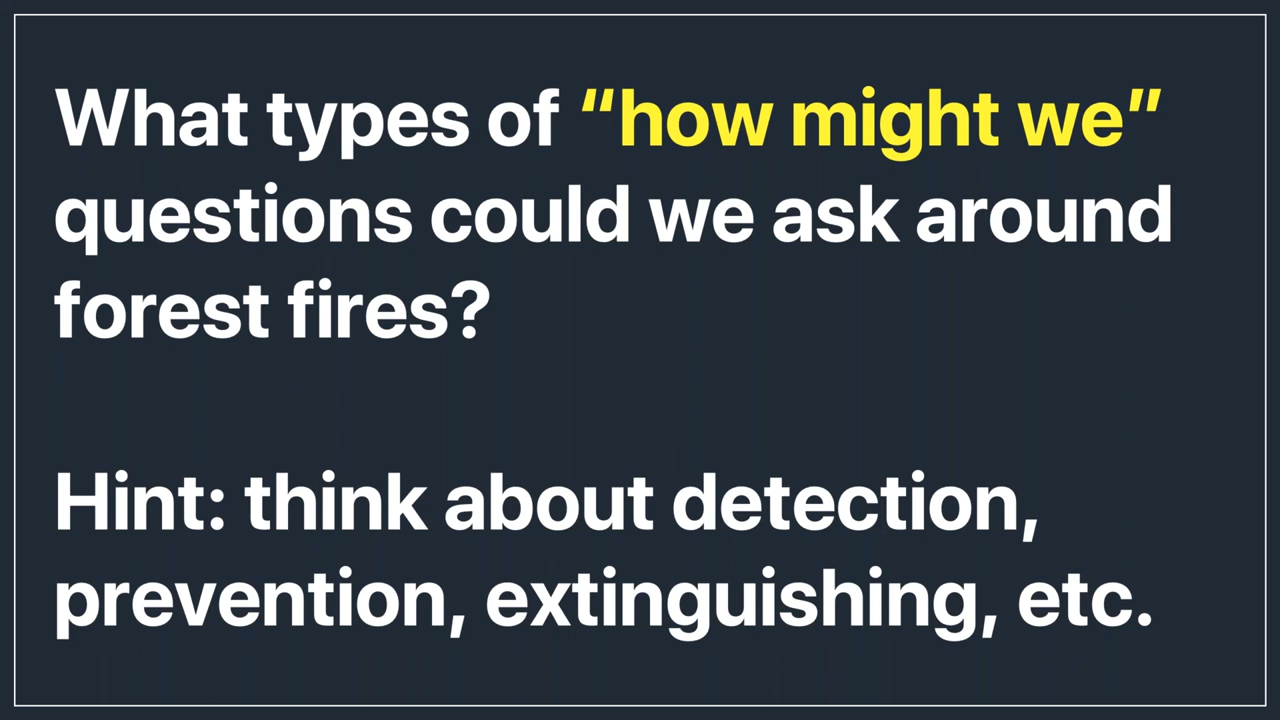 What types of “how might we”
questions could we ask around
forest fires?
Hint: think about detection,
prevention, extinguishing, etc.